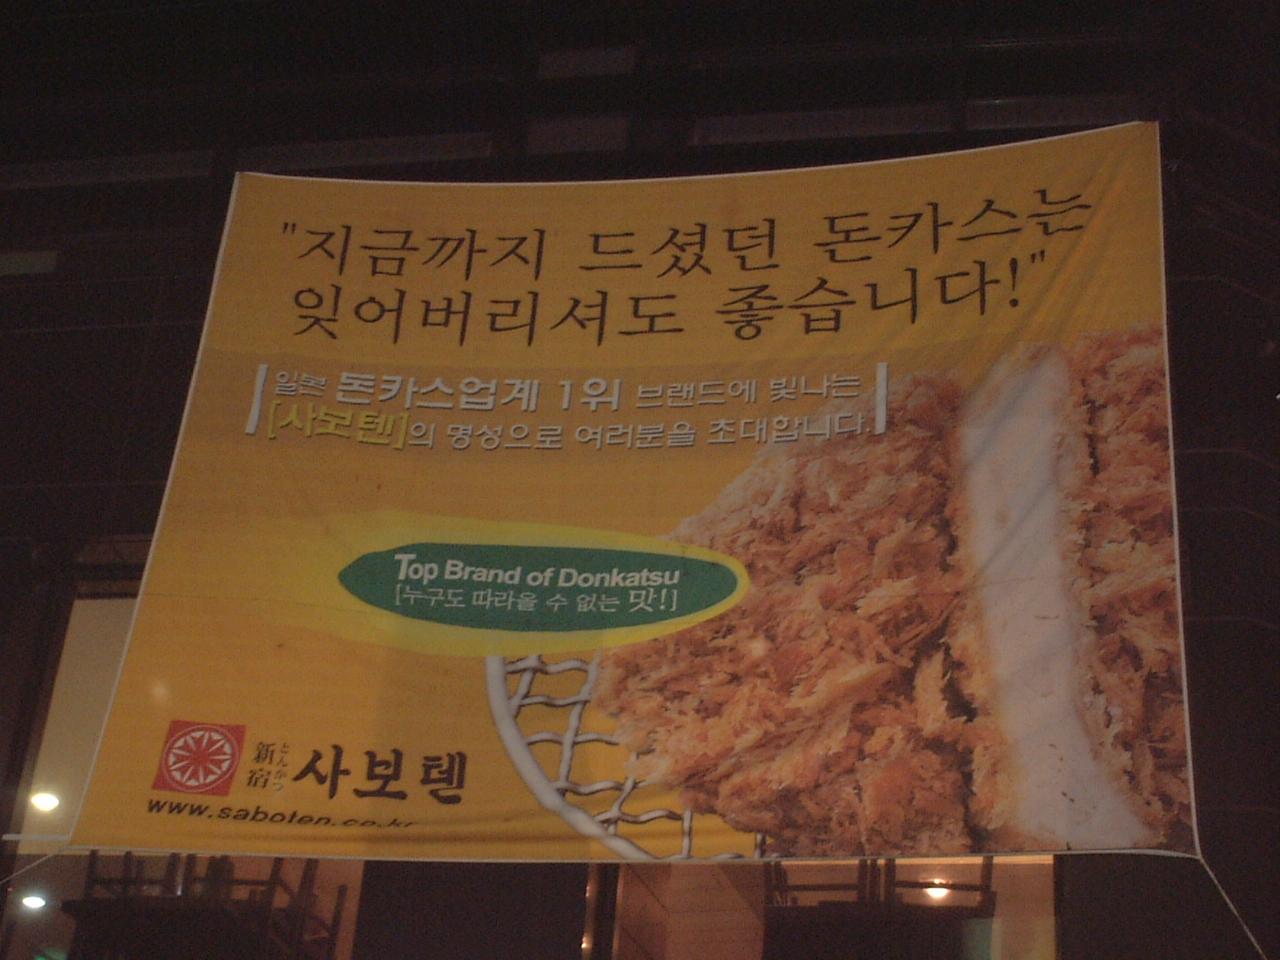 "지금까지 드셨던 돈카스는
잊어버리셔도 좋습니다!"
일본 돈카스업계 1위 브랜드에 빛나는
[사보텐]의 명성으로 여러분을 초대합니다.
Top Brand of Donkatsu
[누구도 따라올 수 없는 맛!]
新宿 とんかつ 사보텐
www.saboten.co.kr